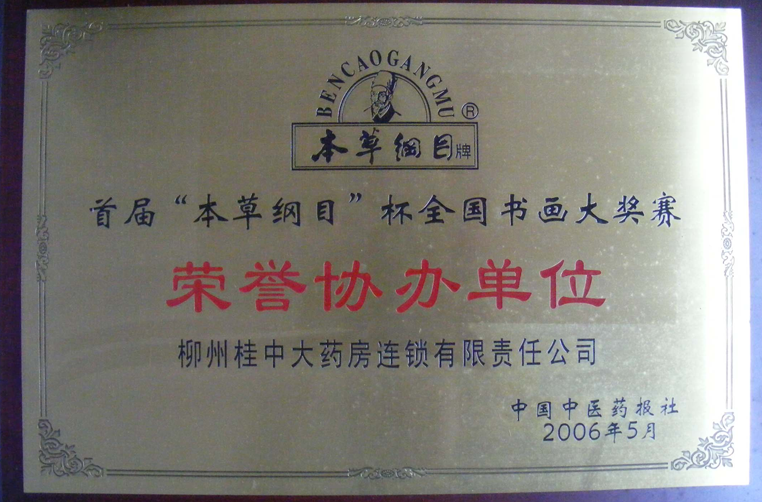 BENCAOGANGMU
®
本草纲目牌
首届“本草纲目”杯全国书画大奖赛
荣誉协办单位
柳州桂中大药房连锁有限责任公司
中国中医药报社
2006年5月